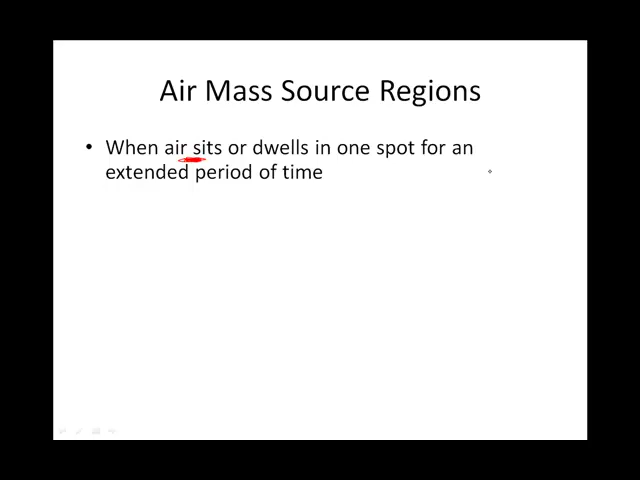 Air Mass Source Regions
• When air sits or dwells in one spot for an
extended period of time